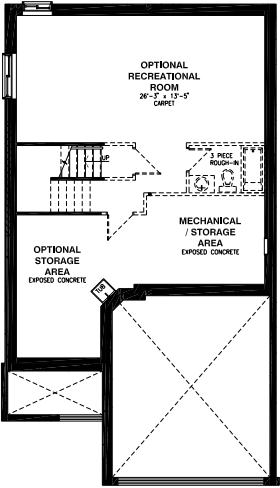 OPTIONAL
RECREATIONAL
ROOM
26'-3" x 13'-5"
CARPET
UP
3 PIECE
ROUGH-IN
MECHANICAL
/ STORAGE
AREA
EXPOSED CONCRETE
OPTIONAL
STORAGE
AREA
EXPOSED CONCRETE
TUB